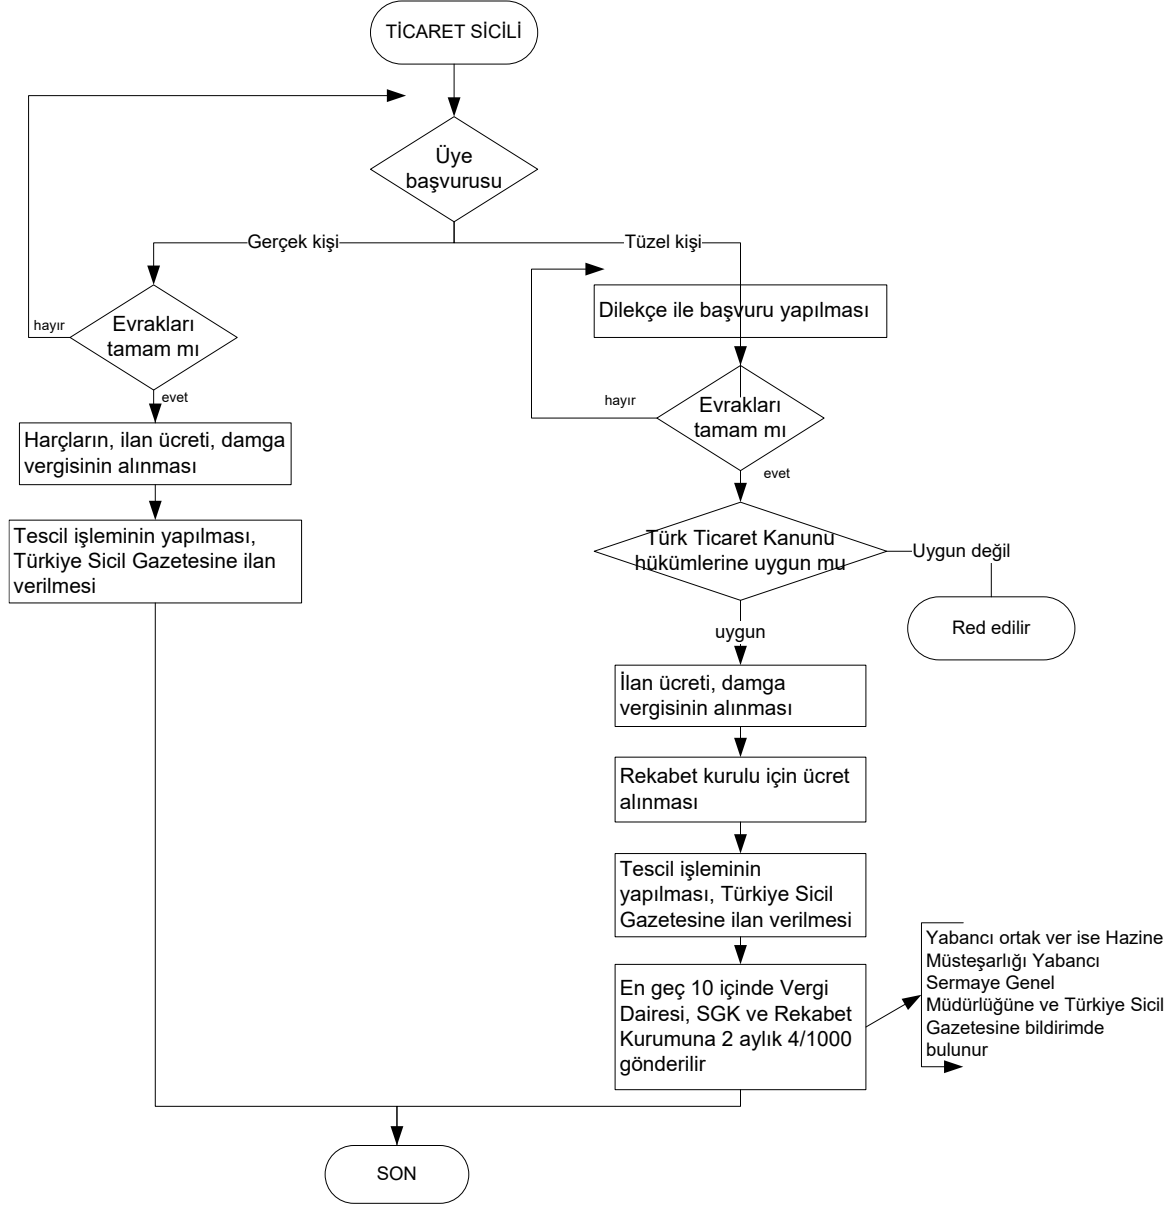 TİCARET SİCİLİ
Üye
başvurusu
Gerçek kişi
Tüzel kişi
hayır
Evrakları
tamam mı
evet
Harçların, ilan ücreti, damga
vergisinin alınması
Tescil işleminin yapılması,
Türkiye Sicil Gazetesine ilan
verilmesi
Dilekçe ile başvuru yapılması
hayır
Evrakları
tamam mı
evet
Türk Ticaret Kanunu
hükümlerine uygun mu
Uygun değil
Red edilir
uygun
İlan ücreti, damga
vergisinin alınması
Rekabet kurulu için ücret
alınması
Tescil işleminin
yapılması, Türkiye Sicil
Gazetesine ilan verilmesi
En geç 10 içinde Vergi
Dairesi, SGK ve Rekabet
Kurumuna 2 aylık 4/1000
gönderilir
Yabancı ortak ver ise Hazine
Müsteşarlığı Yabancı
Sermaye Genel
Müdürlüğüne ve Türkiye Sicil
Gazetesine bildirimde
bulunur
SON